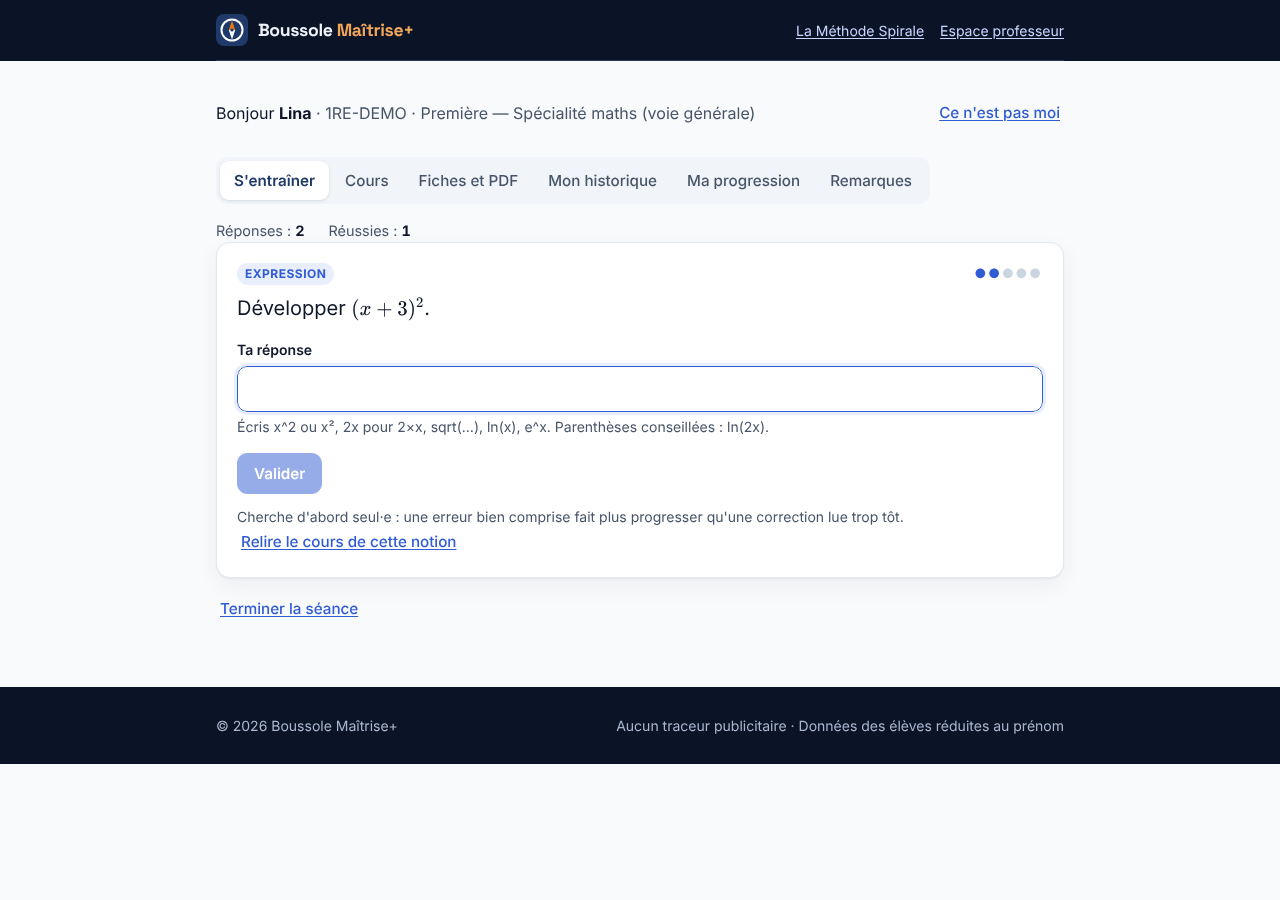 Boussole Maîtrise+
La Méthode Spirale Espace professeur
Bonjour Lina · 1RE-DEMO · Première — Spécialité maths (voie générale) Ce n'est pas moi
S'entraîner Cours Fiches et PDF Mon historique Ma progression Remarques
Réponses : 2 Réussies : 1
EXPRESSION
Développer (x + 3)².
Ta réponse
Écris x^2 ou x², 2x pour 2×x, sqrt(...), ln(x), e^x. Parenthèses conseillées : ln(2x).
Valider
Cherche d'abord seul·e : une erreur bien comprise fait plus progresser qu'une correction lue trop tôt.
Relire le cours de cette notion
Terminer la séance
© 2026 Boussole Maîtrise+ Aucun traceur publicitaire · Données des élèves réduites au prénom